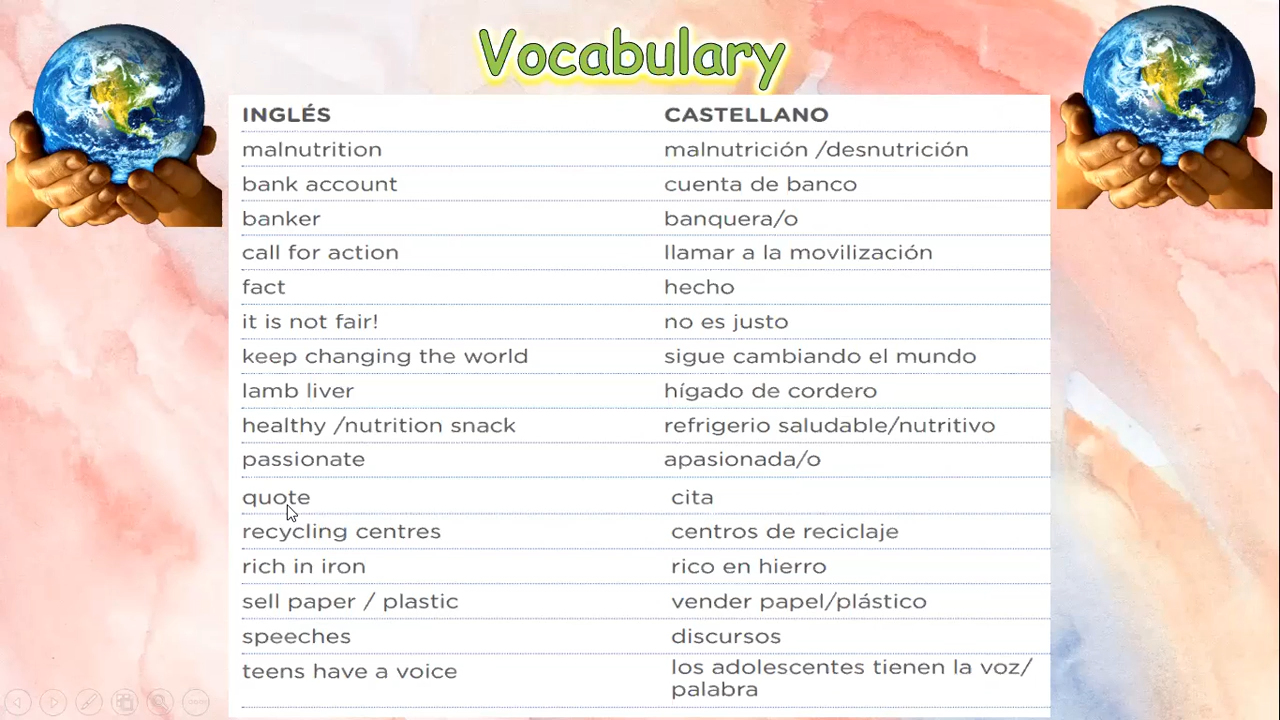 Vocabulary
INGLÉS CASTELLANO
malnutrition malnutrición /desnutrición
bank account cuenta de banco
banker banquera/o
call for action llamar a la movilización
fact hecho
it is not fair! no es justo
keep changing the world sigue cambiando el mundo
lamb liver hígado de cordero
healthy /nutrition snack refrigerio saludable/nutritivo
passionate apasionada/o
quote cita
recycling centres centros de reciclaje
rich in iron rico en hierro
sell paper / plastic vender papel/plástico
speeches discursos
teens have a voice los adolescentes tienen la voz/
palabra